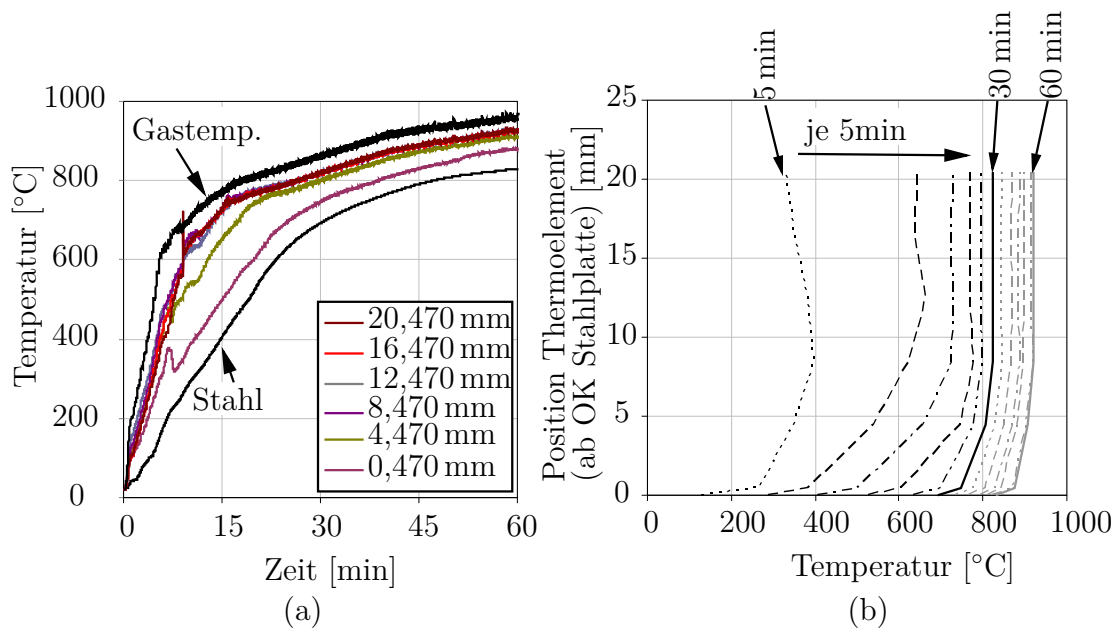 1000
800
600
400
200
0
Temperatur [°C]
Gastemp.
Stahl
20,470 mm
16,470 mm
12,470 mm
8,470 mm
4,470 mm
0,470 mm
0 15 30 45 60
Zeit [min]
(a)
5 min
30 min
60 min
je 5min
25
20
15
10
5
0
Position Thermoelement
(ab OK Stahlplatte) [mm]
0 200 400 600 800 1000
Temperatur [°C]
(b)